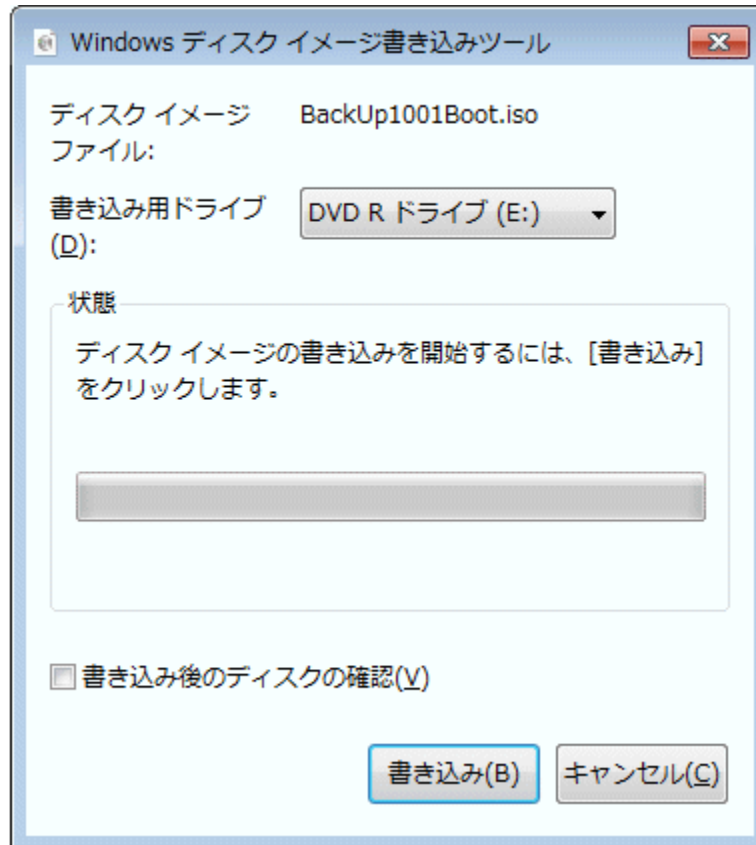 Windows ディスク イメージ書き込みツール
ディスク イメージ BackUp1001Boot.iso
ファイル:
書き込み用ドライブ DVD R ドライブ (E:)
(D):
状態
ディスク イメージの書き込みを開始するには、[書き込み]
をクリックします。
書き込み後のディスクの確認(V)
書き込み(B) キャンセル(C)